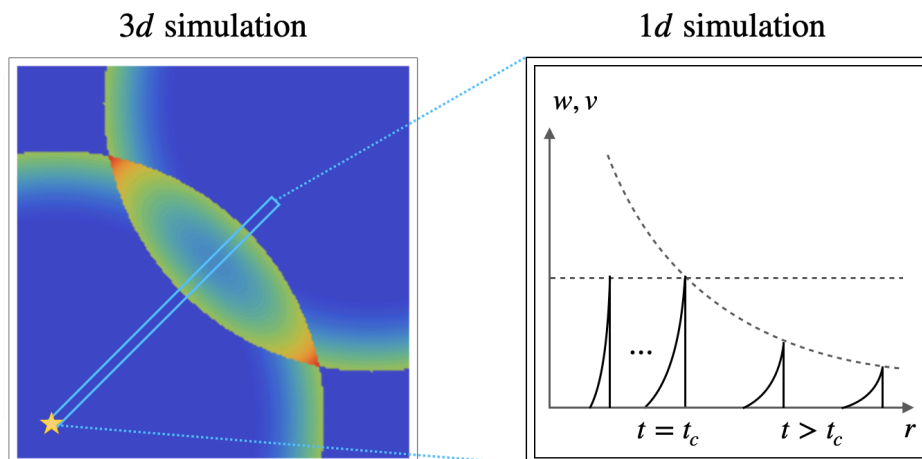 3d simulation
1d simulation
w, v
...
t = t_c
t > t_c
r